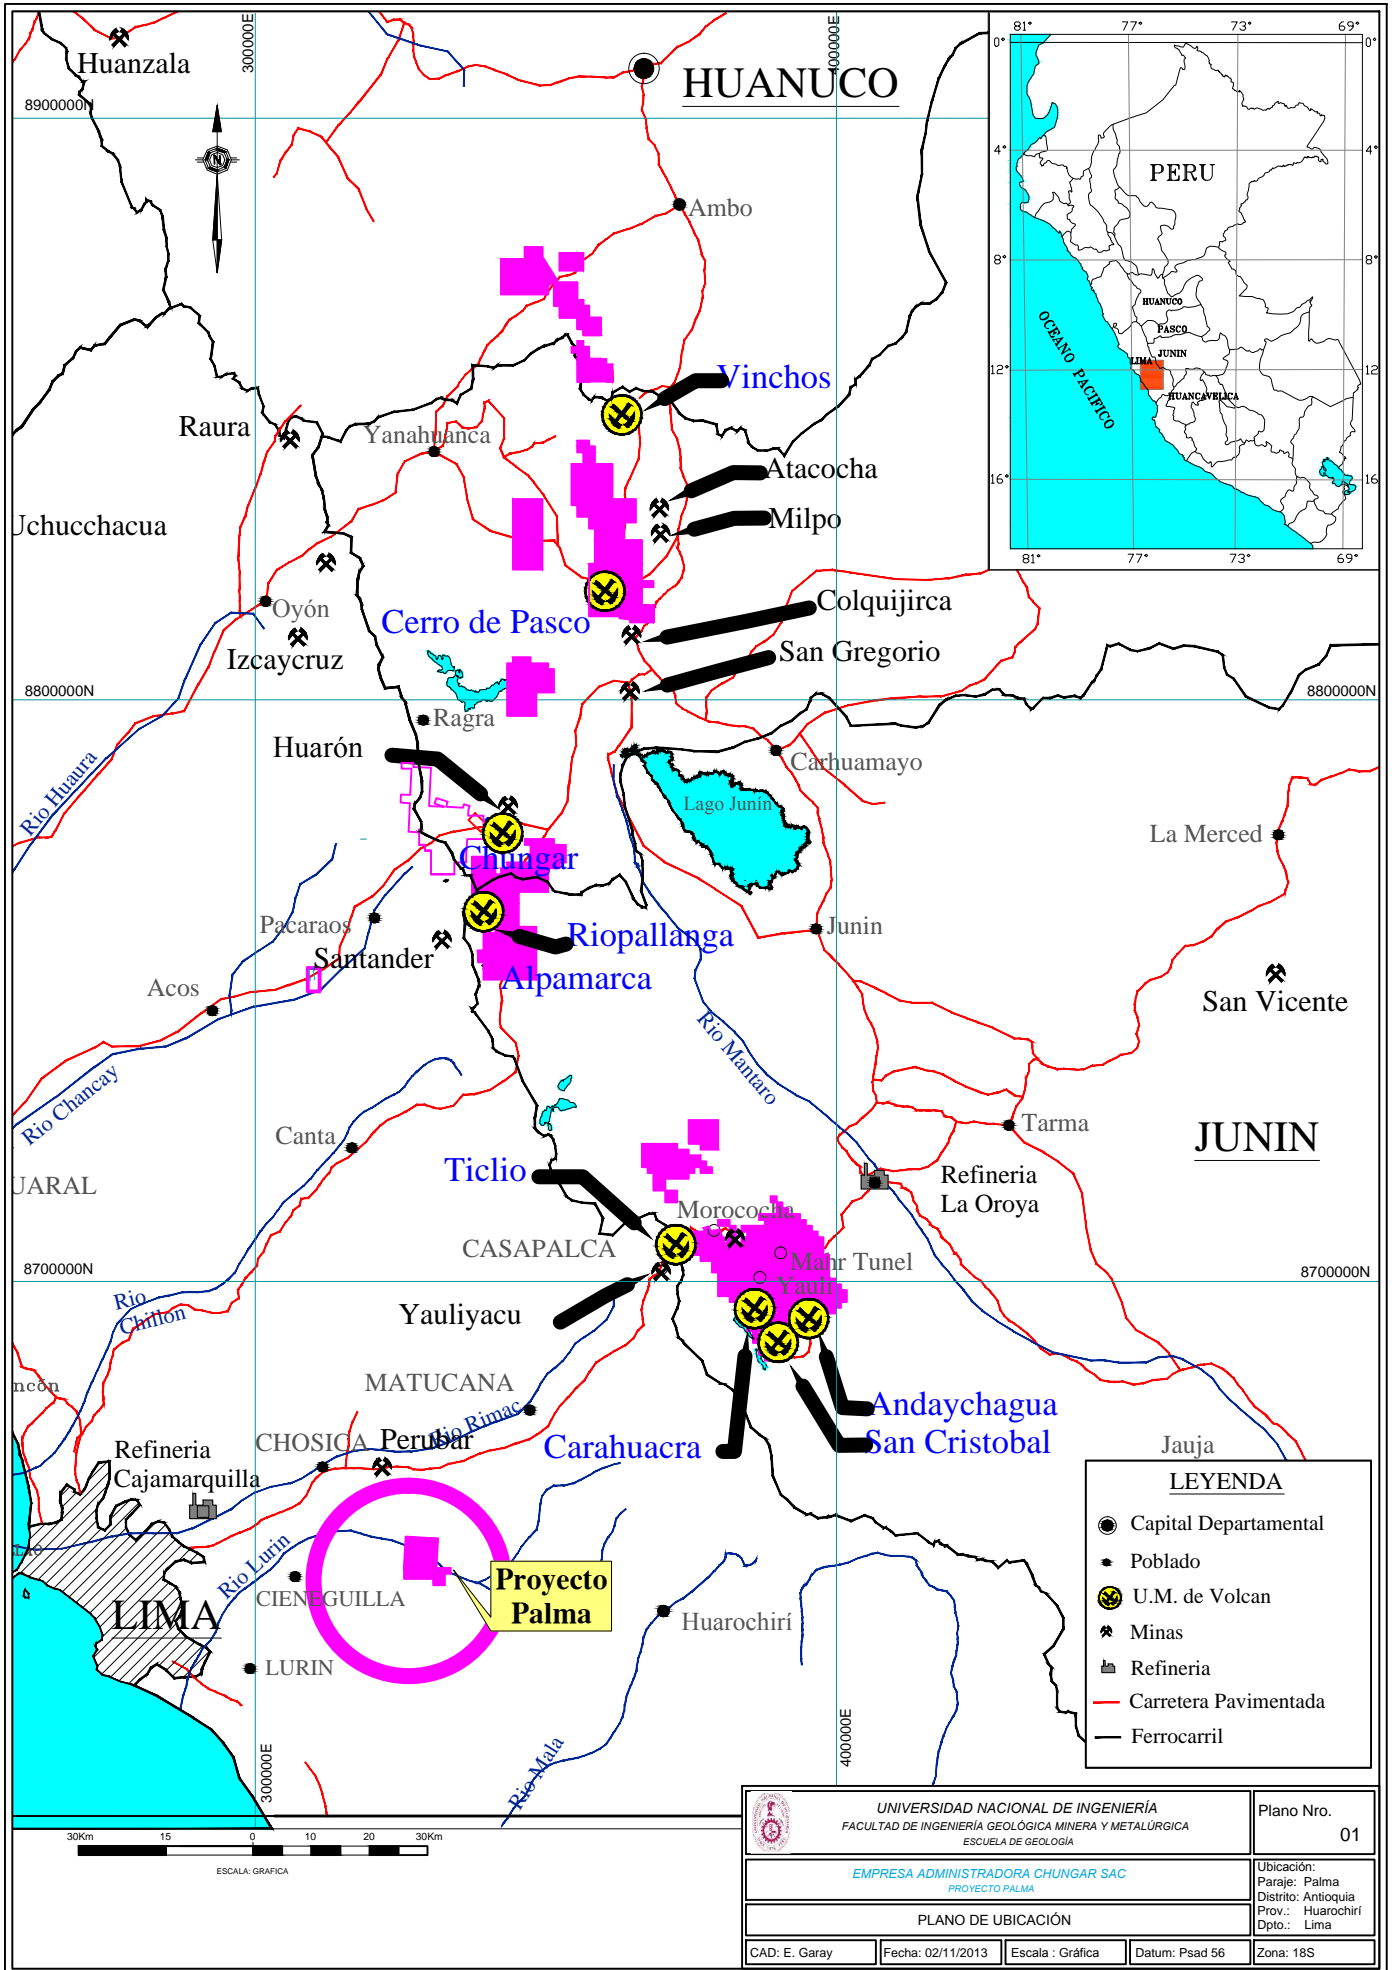 Huanzala
300000E
400000E
HUANUCO
8900000N
N
Ambo
81°
77°
73°
69°
0°
4°
PERU
8°
HUANUCO
PASCO
OCEANO PACIFICO
LIMA
JUNIN
12°
HUANCAVELICA
16°
81°
77°
73°
69°
Vinchos
Raura
Yanahuanca
Atacocha
Milpo
Uchucchacua
Oyón
Cerro de Pasco
Colquijirca
Izcaycruz
San Gregorio
8800000N
8800000N
Ragra
Huarón
Carhuamayo
Rio Huaura
Lago Junín
La Merced
Chungar
Pacaraos
Riopallanga
Junin
Santander
Alpamarca
Acos
San Vicente
Rio Mantaro
Rio Chancay
Canta
Tarma
JUNIN
UARAL
Ticlio
Refineria
La Oroya
Morococha
CASAPALCA
Mahr Tunel
Yauli
8700000N
Rio
Chillon
Yauliyacu
ncón
MATUCANA
Rio Rimac
Andaychagua
San Cristobal
Carahuacra
CHOSICA
Perubar
Refineria
Cajamarquilla
Jauja
Rio Lurin
CIENEGUILLA
Proyecto
Palma
LIMA
Huarochirí
LURIN
Rio Mala
300000E
400000E
LEYENDA
Capital Departamental
Poblado
U.M. de Volcan
Minas
Refineria
Carretera Pavimentada
Ferrocarril
30Km
15
0
10
20
30Km
ESCALA: GRAFICA
UNIVERSIDAD NACIONAL DE INGENIERÍA
FACULTAD DE INGENIERÍA GEOLÓGICA MINERA Y METALÚRGICA
ESCUELA DE GEOLOGÍA
Plano Nro.
01
EMPRESA ADMINISTRADORA CHUNGAR SAC
PROYECTO PALMA
Ubicación:
Paraje: Palma
Distrito: Antioquia
Prov.: Huarochirí
Dpto.: Lima
PLANO DE UBICACIÓN
CAD: E. Garay
Fecha: 02/11/2013
Escala : Gráfica
Datum: Psad 56
Zona: 18S